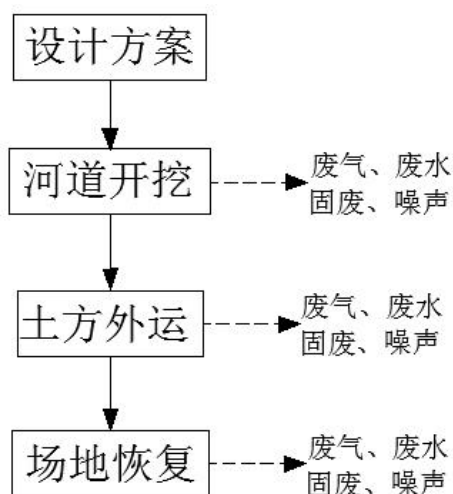 设计方案
河道开挖
废气、废水
固废、噪声
土方外运
废气、废水
固废、噪声
场地恢复
废气、废水
固废、噪声